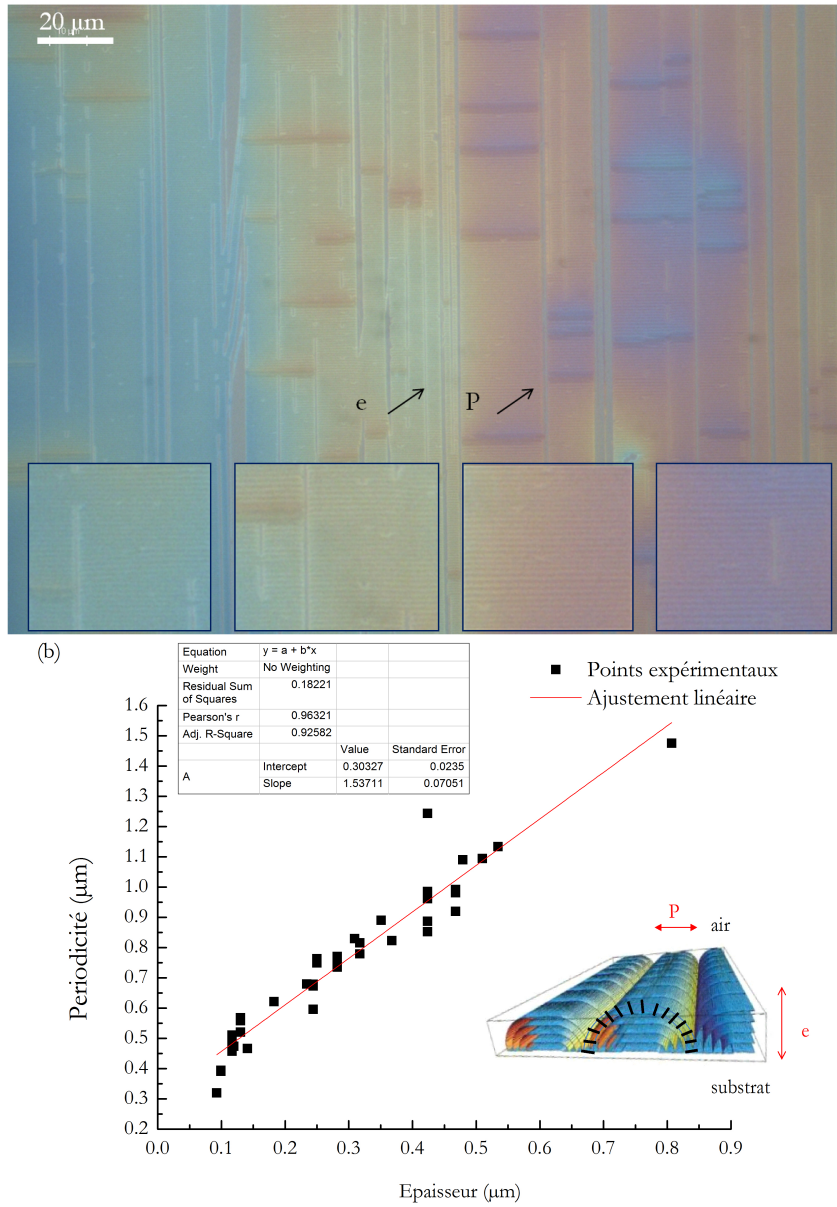 20 µm
10 µm
e
P
(b)
Equation y = a + b*x
Weight No Weighting
Residual Sum of Squares 0.18221
Pearson's r 0.96321
Adj. R-Square 0.92582
Value Standard Error
A Intercept 0.30327 0.0235
Slope 1.53711 0.07051
Points expérimentaux
Ajustement linéaire
1.6
1.5
1.4
1.3
1.2
1.1
1.0
0.9
0.8
0.7
0.6
0.5
0.4
0.3
0.2
Periodicité (µm)
P
air
e
substrat
0.0 0.1 0.2 0.3 0.4 0.5 0.6 0.7 0.8 0.9
Epaisseur (µm)